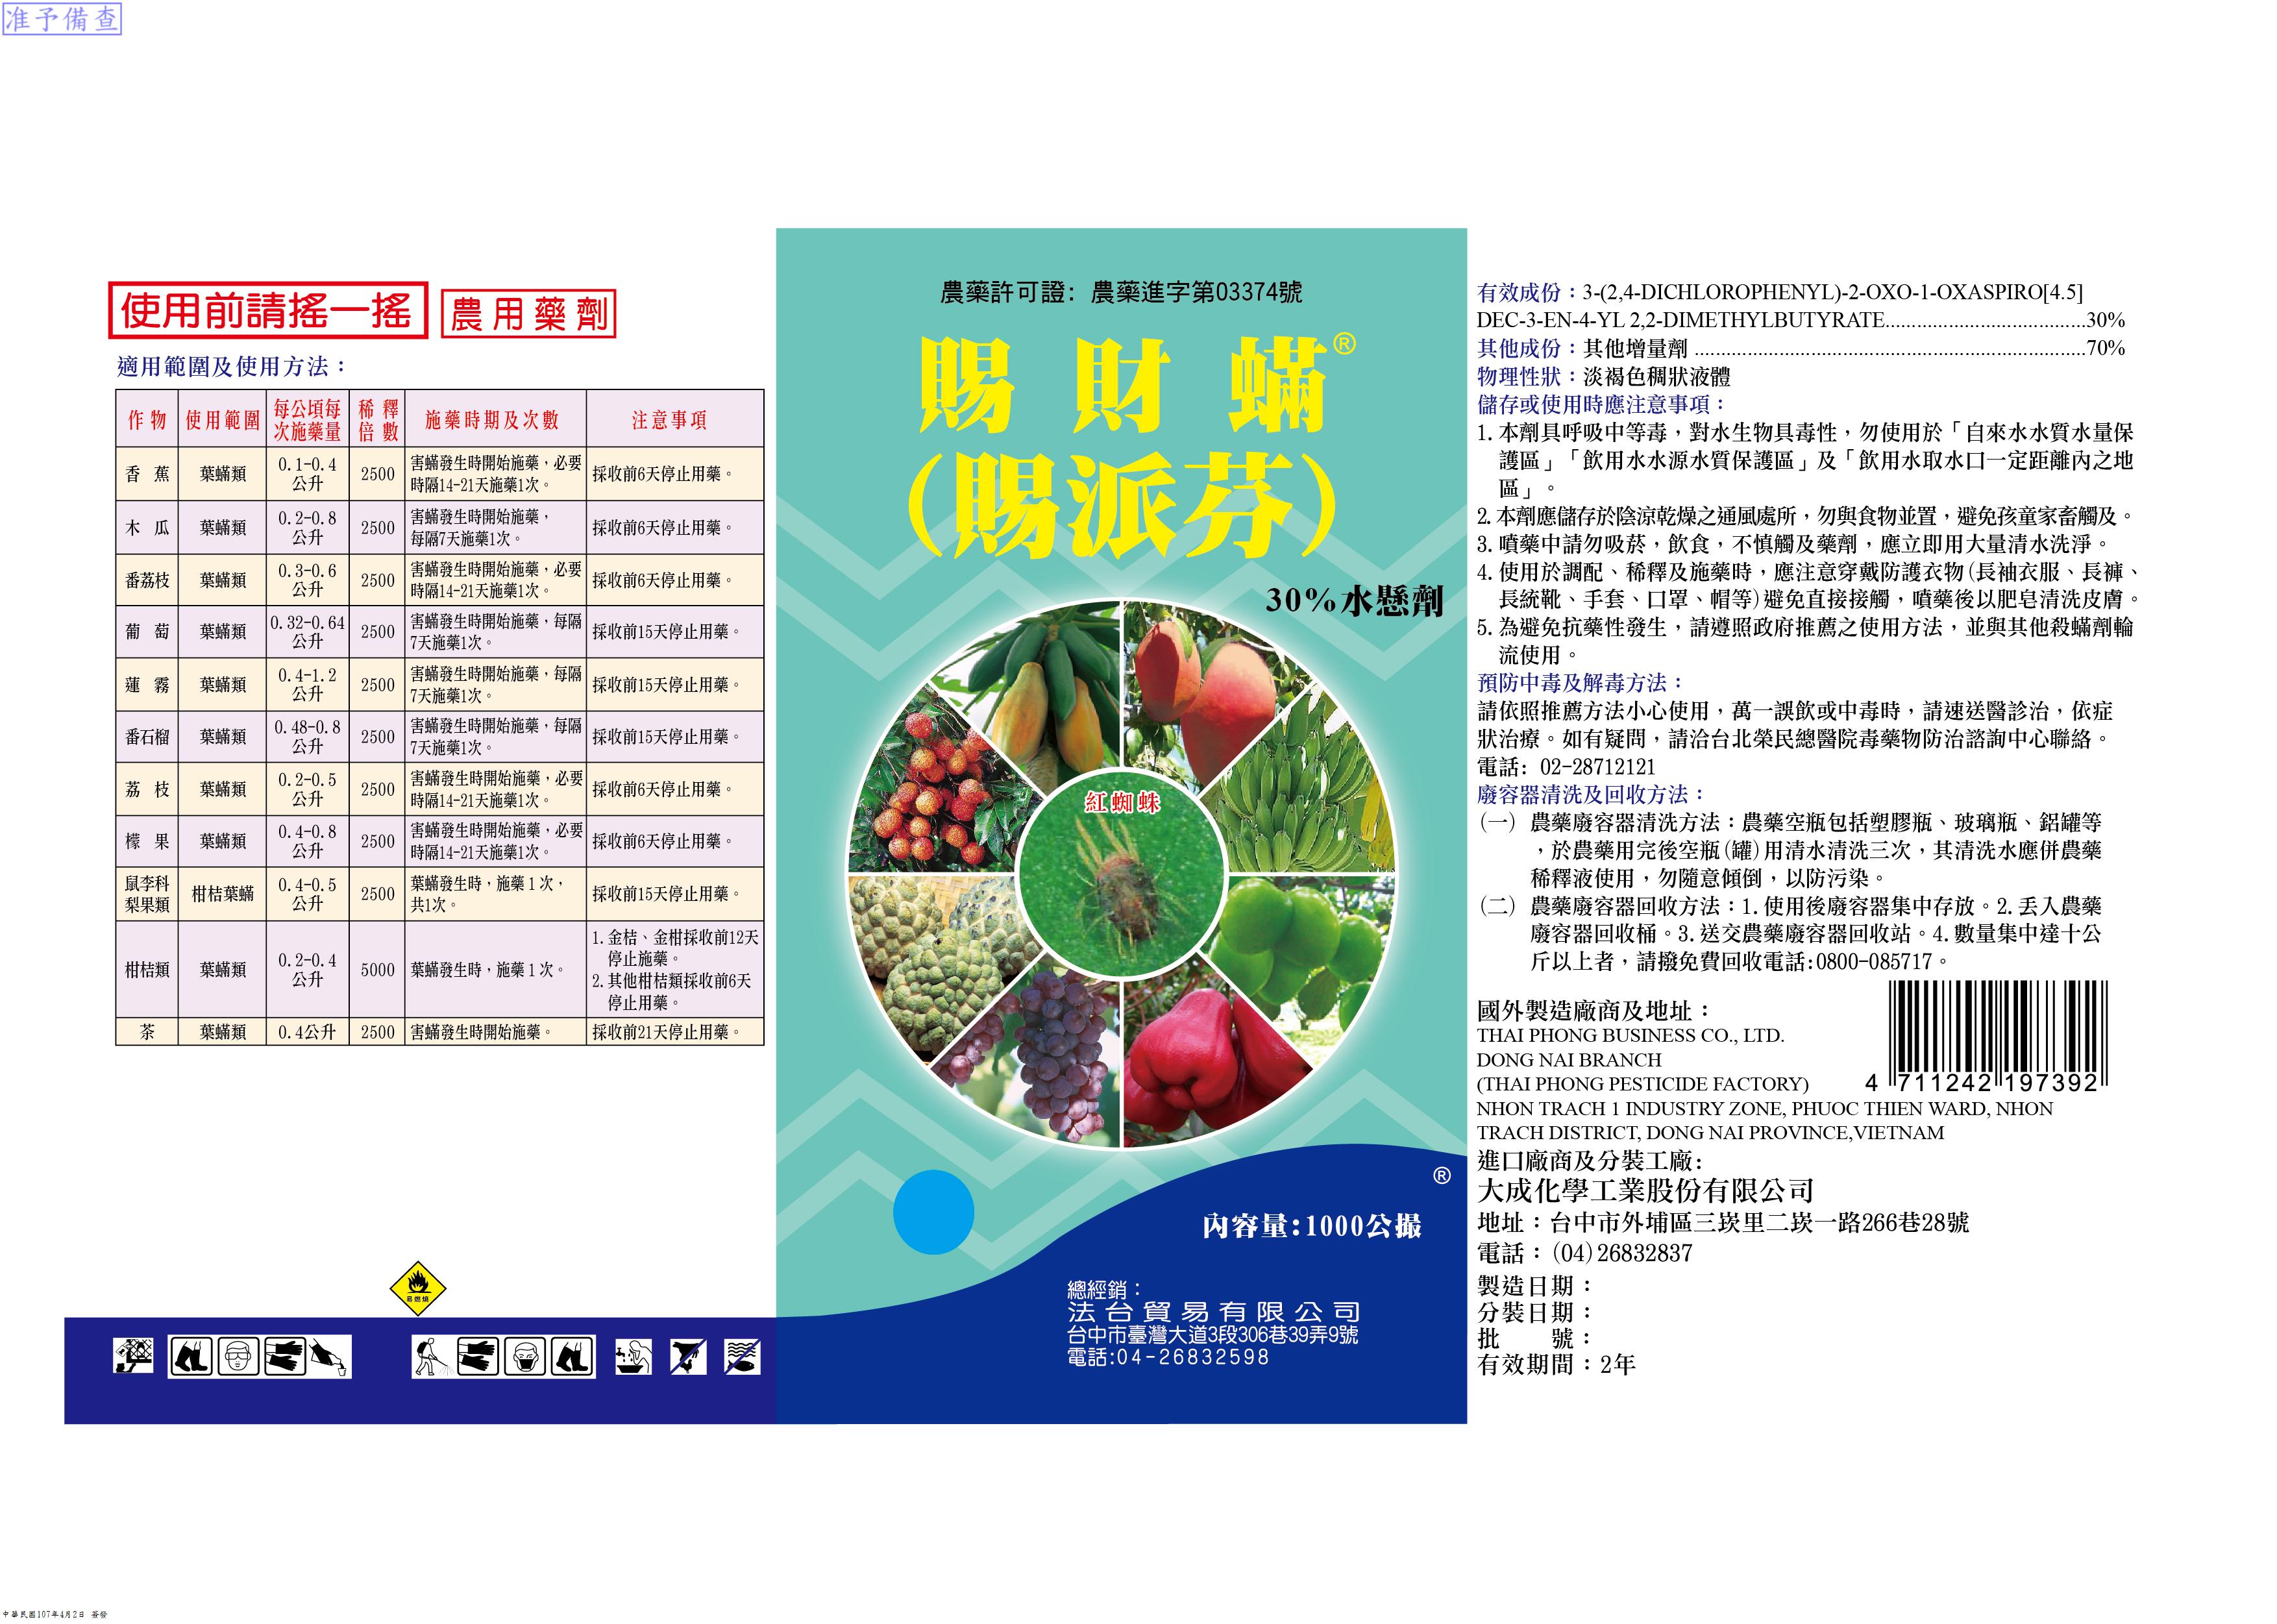 准予備查
使用前請搖一搖
農用藥劑
適用範圍及使用方法：
作物 使用範圍 每公頃每次施藥量 稀釋倍數 施藥時期及次數 注意事項
香蕉 葉蟎類 0.1-0.4公升 2500 害蟎發生時開始施藥，必要時隔14-21天施藥1次。 採收前6天停止用藥。
木瓜 葉蟎類 0.2-0.8公升 2500 害蟎發生時開始施藥，每隔7天施藥1次。 採收前6天停止用藥。
番荔枝 葉蟎類 0.3-0.6公升 2500 害蟎發生時開始施藥，必要時隔14-21天施藥1次。 採收前6天停止用藥。
葡萄 葉蟎類 0.32-0.64公升 2500 害蟎發生時開始施藥，每隔7天施藥1次。 採收前15天停止用藥。
蓮霧 葉蟎類 0.4-1.2公升 2500 害蟎發生時開始施藥，每隔7天施藥1次。 採收前15天停止用藥。
番石榴 葉蟎類 0.48-0.8公升 2500 害蟎發生時開始施藥，每隔7天施藥1次。 採收前15天停止用藥。
荔枝 葉蟎類 0.2-0.5公升 2500 害蟎發生時開始施藥，必要時隔14-21天施藥1次。 採收前6天停止用藥。
檬果 葉蟎類 0.4-0.8公升 2500 害蟎發生時開始施藥，必要時隔14-21天施藥1次。 採收前6天停止用藥。
鼠李科梨果類 柑桔葉蟎 0.4-0.5公升 2500 葉蟎發生時，施藥1次，共1次。 採收前15天停止用藥。
柑桔類 葉蟎類 0.2-0.4公升 5000 葉蟎發生時，施藥1次。 1.金桔、金柑採收前12天停止施藥。 2.其他柑桔類採收前6天停止用藥。
茶 葉蟎類 0.4公升 2500 害蟎發生時開始施藥。 採收前21天停止用藥。
易燃燒
農藥許可證：農藥進字第03374號
賜財蟎®
(賜派芬)
30%水懸劑
紅蜘蛛
®
內容量:1000公撮
總經銷：
法台貿易有限公司
台中市臺灣大道3段306巷39弄9號
電話:04-26832598
有效成份：3-(2,4-DICHLOROPHENYL)-2-OXO-1-OXASPIRO[4.5]
DEC-3-EN-4-YL 2,2-DIMETHYLBUTYRATE......................................30%
其他成份：其他增量劑 ..........................................................................70%
物理性狀：淡褐色稠狀液體
儲存或使用時應注意事項：
1.本劑具呼吸中等毒，對水生物具毒性，勿使用於「自來水水質水量保
護區」「飲用水水源水質保護區」及「飲用水取水口一定距離內之地
區」。
2.本劑應儲存於陰涼乾燥之通風處所，勿與食物並置，避免孩童家畜觸及。
3.噴藥中請勿吸菸，飲食，不慎觸及藥劑，應立即用大量清水洗淨。
4.使用於調配、稀釋及施藥時，應注意穿戴防護衣物(長袖衣服、長褲、
長統靴、手套、口罩、帽等)避免直接接觸，噴藥後以肥皂清洗皮膚。
5.為避免抗藥性發生，請遵照政府推薦之使用方法，並與其他殺蟎劑輪
流使用。
預防中毒及解毒方法：
請依照推薦方法小心使用，萬一誤飲或中毒時，請速送醫診治，依症
狀治療。如有疑問，請洽台北榮民總醫院毒藥物防治諮詢中心聯絡。
電話: 02-28712121
廢容器清洗及回收方法：
(一) 農藥廢容器清洗方法：農藥空瓶包括塑膠瓶、玻璃瓶、鋁罐等
，於農藥用完後空瓶(罐)用清水清洗三次，其清洗水應併農藥
稀釋液使用，勿隨意傾倒，以防污染。
(二) 農藥廢容器回收方法：1.使用後廢容器集中存放。2.丟入農藥
廢容器回收桶。3.送交農藥廢容器回收站。4.數量集中達十公
斤以上者，請撥免費回收電話:0800-085717。
國外製造廠商及地址：
THAI PHONG BUSINESS CO., LTD.
DONG NAI BRANCH
(THAI PHONG PESTICIDE FACTORY)
NHON TRACH 1 INDUSTRY ZONE, PHUOC THIEN WARD, NHON
TRACH DISTRICT, DONG NAI PROVINCE,VIETNAM
4 711242 197392
進口廠商及分裝工廠:
大成化學工業股份有限公司
地址：台中市外埔區三崁里二崁一路266巷28號
電話：(04)26832837
製造日期：
分裝日期：
批　　號：
有效期間：2年
中華民國107年4月2日 簽發